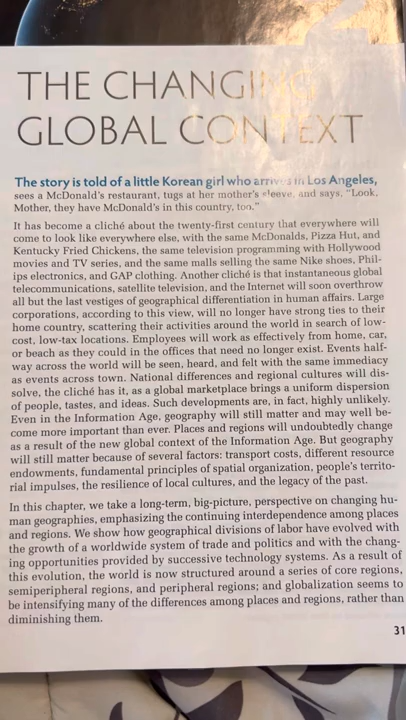 THE CHANGING
GLOBAL CONTEXT
The story is told of a little Korean girl who arrives in Los Angeles,
sees a McDonald's restaurant, tugs at her mother's sleeve, and says, "Look,
Mother, they have McDonald's in this country, too."
It has become a cliché about the twenty-first century that everywhere will
come to look like everywhere else, with the same McDonalds, Pizza Hut, and
Kentucky Fried Chickens, the same television programming with Hollywood
movies and TV series, and the same malls selling the same Nike shoes, Phil-
ips electronics, and GAP clothing. Another cliché is that instantaneous global
telecommunications, satellite television, and the Internet will soon overthrow
all but the last vestiges of geographical differentiation in human affairs. Large
corporations, according to this view, will no longer have strong ties to their
home country, scattering their activities around the world in search of low-
cost, low-tax locations. Employees will work as effectively from home, car,
or beach as they could in the offices that need no longer exist. Events half-
way across the world will be seen, heard, and felt with the same immediacy
as events across town. National differences and regional cultures will dis-
solve, the cliché has it, as a global marketplace brings a uniform dispersion
of people, tastes, and ideas. Such developments are, in fact, highly unlikely.
Even in the Information Age, geography will still matter and may well be-
come more important than ever. Places and regions will undoubtedly change
as a result of the new global context of the Information Age. But geography
will still matter because of several factors: transport costs, different resource
endowments, fundamental principles of spatial organization, people's territo-
rial impulses, the resilience of local cultures, and the legacy of the past.
In this chapter, we take a long-term, big-picture, perspective on changing hu-
man geographies, emphasizing the continuing interdependence among places
and regions. We show how geographical divisions of labor have evolved with
the growth of a worldwide system of trade and politics and with the chang-
ing opportunities provided by successive technology systems. As a result of
this evolution, the world is now structured around a series of core regions,
semiperipheral regions, and peripheral regions; and globalization seems to
be intensifying many of the differences among places and regions, rather than
diminishing them.
31